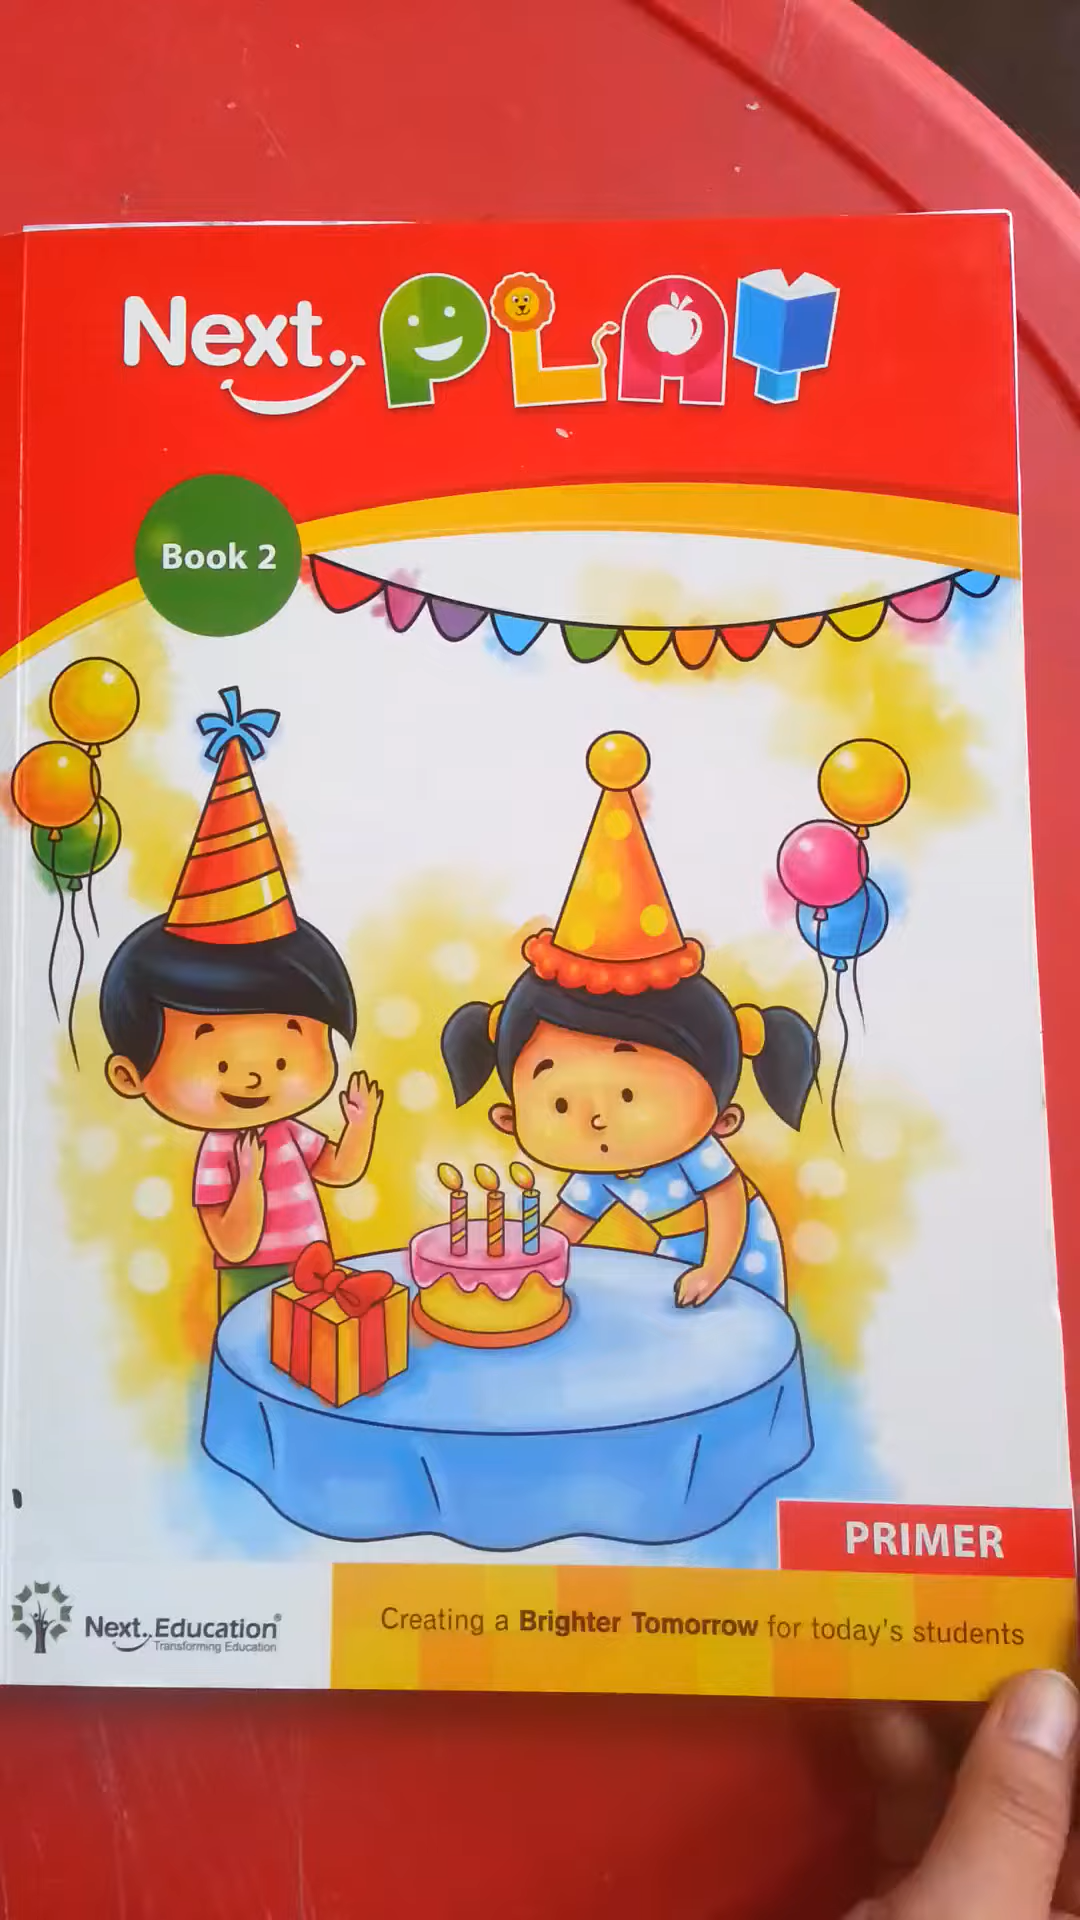 Next. PLAY
Book 2
PRIMER
Next.Education®
Transforming Education
Creating a Brighter Tomorrow for today's students